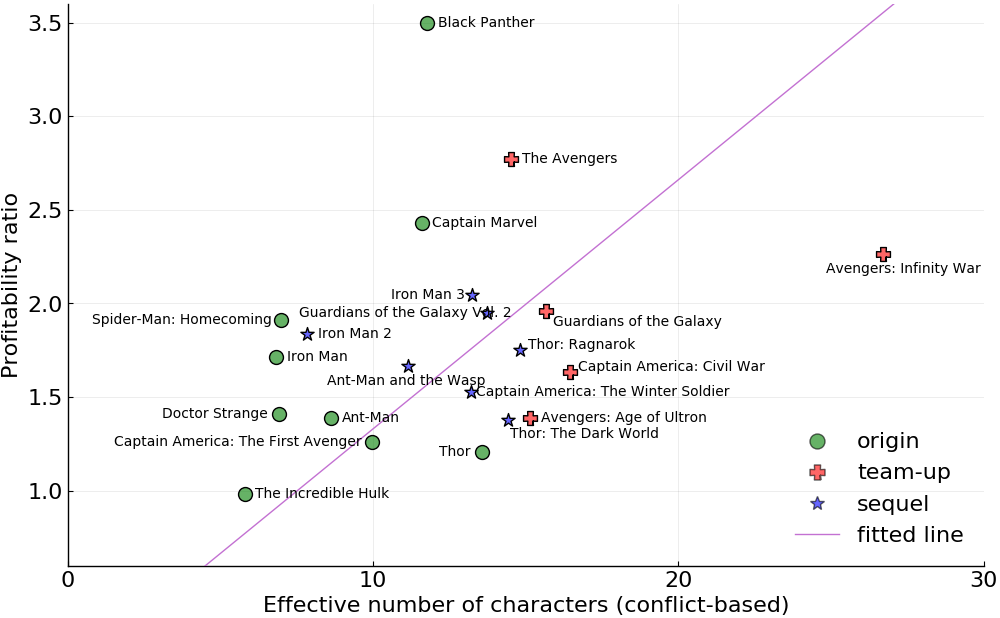 3.5
Black Panther
3.0
The Avengers
2.5
Captain Marvel
Avengers: Infinity War
Iron Man 3
2.0
Guardians of the Galaxy Vol. 2
Spider-Man: Homecoming
Guardians of the Galaxy
Iron Man 2
Thor: Ragnarok
Iron Man
Captain America: Civil War
Ant-Man and the Wasp
Captain America: The Winter Soldier
1.5
Doctor Strange
Ant-Man
Avengers: Age of Ultron
Thor: The Dark World
Captain America: The First Avenger
Thor
1.0
The Incredible Hulk
origin
team-up
sequel
fitted line
0
10
20
30
Effective number of characters (conflict-based)
Profitability ratio